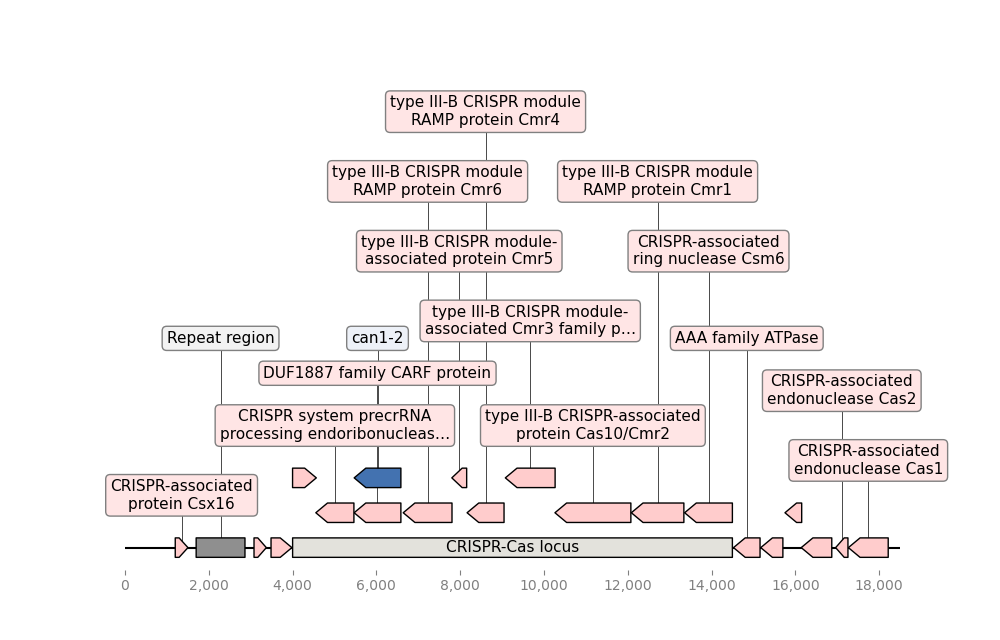 type III-B CRISPR module
RAMP protein Cmr4
type III-B CRISPR module
RAMP protein Cmr6
type III-B CRISPR module
RAMP protein Cmr1
type III-B CRISPR module-
associated protein Cmr5
CRISPR-associated
ring nuclease Csm6
type III-B CRISPR module-
associated Cmr3 family p...
Repeat region
can1-2
AAA family ATPase
DUF1887 family CARF protein
CRISPR-associated
endonuclease Cas2
CRISPR system precrRNA
processing endoribonucleas...
type III-B CRISPR-associated
protein Cas10/Cmr2
CRISPR-associated
endonuclease Cas1
CRISPR-associated
protein Csx16
CRISPR-Cas locus
0 2,000 4,000 6,000 8,000 10,000 12,000 14,000 16,000 18,000